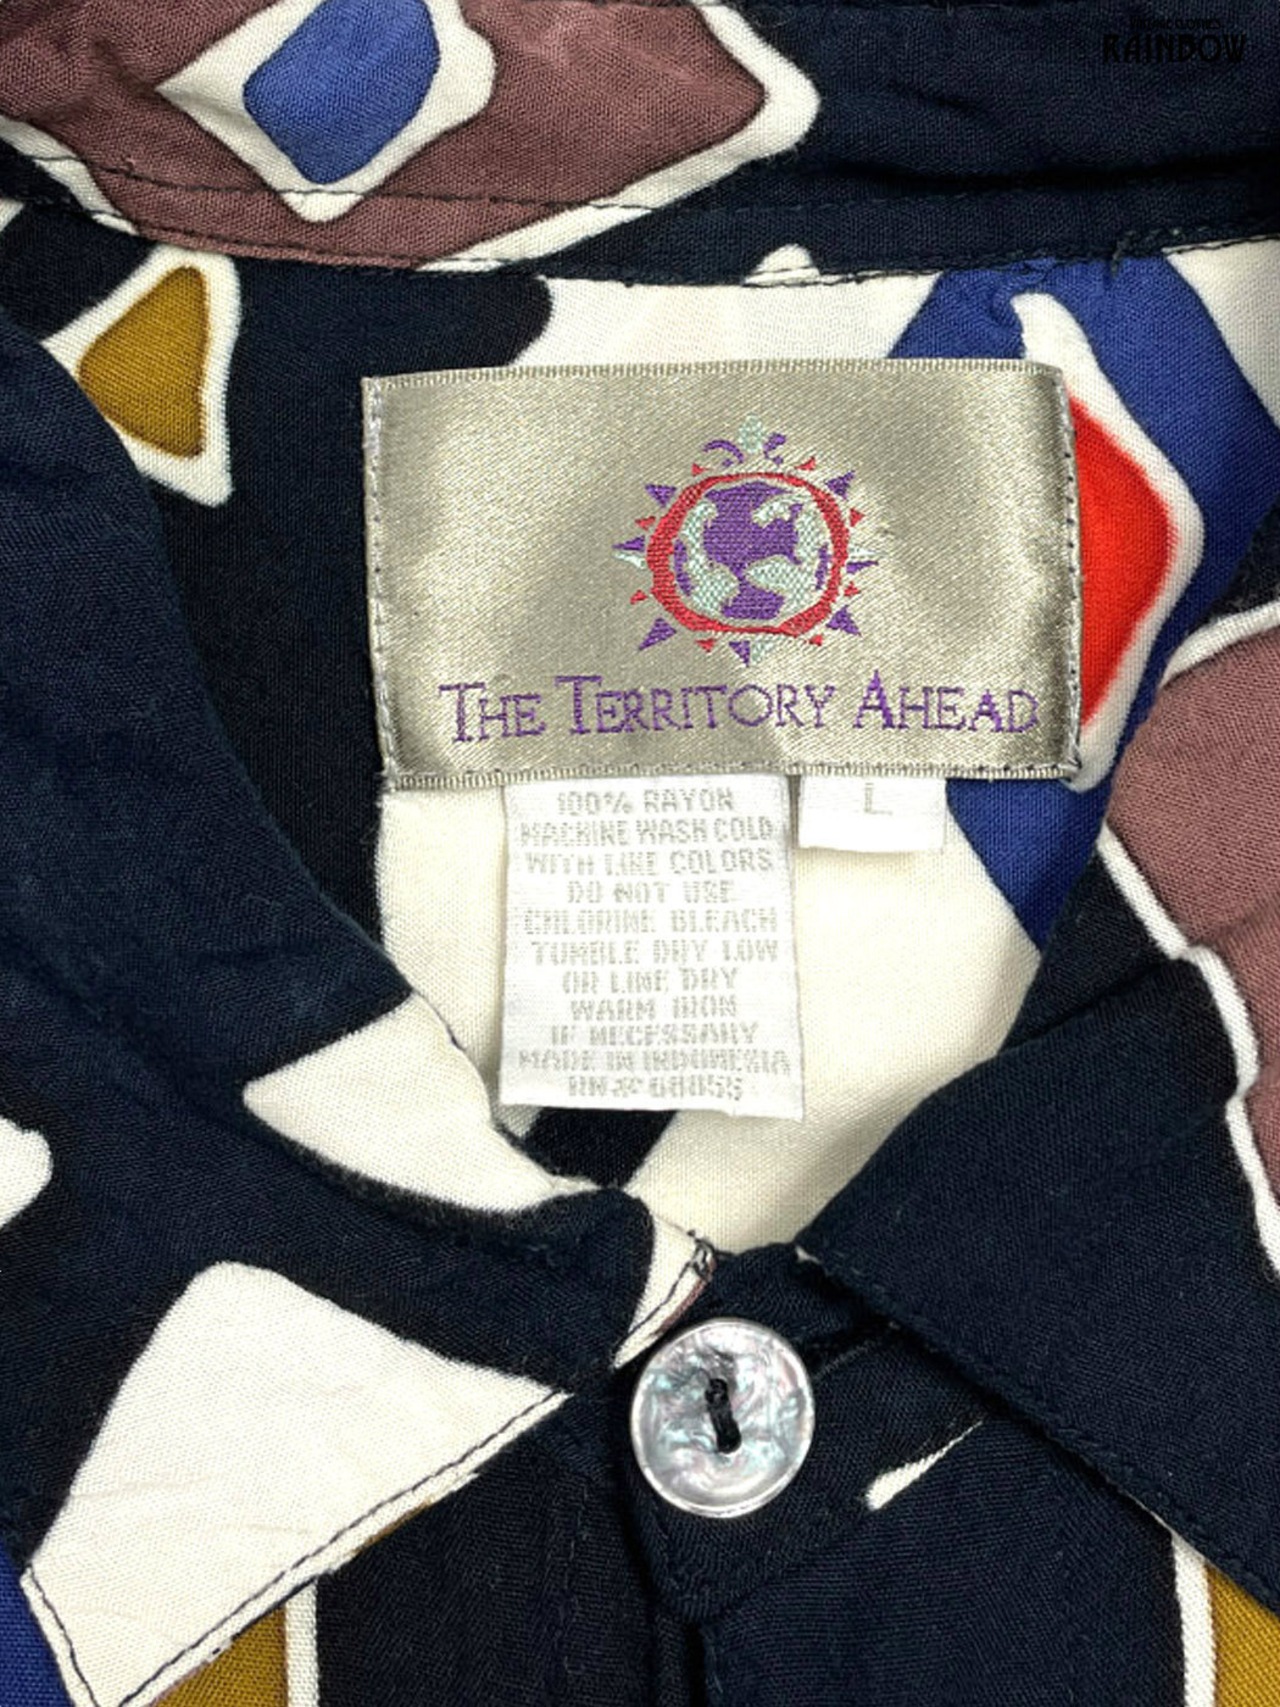 RAINBOW
THE TERRITORY AHEAD
L
100% RAYON
MACHINE WASH COLD
WITH LIKE COLORS
DO NOT USE
CHLORINE BLEACH
TUMBLE DRY LOW
OR LINE DRY
WARM IRON
IF NECESSARY
MADE IN INDONESIA